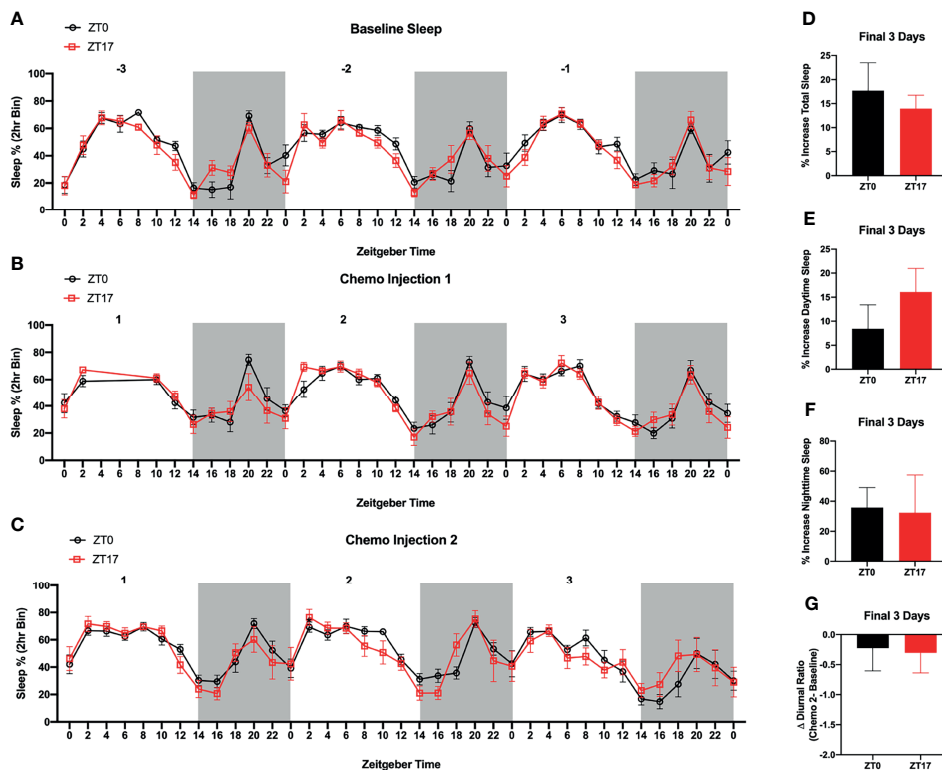 A
Baseline Sleep
ZT0
ZT17
-3
-2
-1
Sleep % (2hr Bin)
100
80
60
40
20
0
0 2 4 6 8 10 12 14 16 18 20 22 0 2 4 6 8 10 12 14 16 18 20 22 0 2 4 6 8 10 12 14 16 18 20 22 0
Zeitgeber Time
B
Chemo Injection 1
ZT0
ZT17
1
2
3
Sleep % (2hr Bin)
100
80
60
40
20
0
0 2 4 6 8 10 12 14 16 18 20 22 0 2 4 6 8 10 12 14 16 18 20 22 0 2 4 6 8 10 12 14 16 18 20 22 0
Zeitgeber Time
C
Chemo Injection 2
ZT0
ZT17
1
2
3
Sleep % (2hr Bin)
100
80
60
40
20
0
0 2 4 6 8 10 12 14 16 18 20 22 0 2 4 6 8 10 12 14 16 18 20 22 0 2 4 6 8 10 12 14 16 18 20 22 0
Zeitgeber Time
D
Final 3 Days
% Increase Total Sleep
25
20
15
10
5
0
ZT0 ZT17
E
Final 3 Days
% Increase Daytime Sleep
25
20
15
10
5
0
ZT0 ZT17
F
Final 3 Days
% Increase Nighttime Sleep
80
60
40
20
0
ZT0 ZT17
G
Final 3 Days
Δ Diurnal Ratio
(Chemo 2- Baseline)
0.0
-0.5
-1.0
-1.5
-2.0
ZT0 ZT17